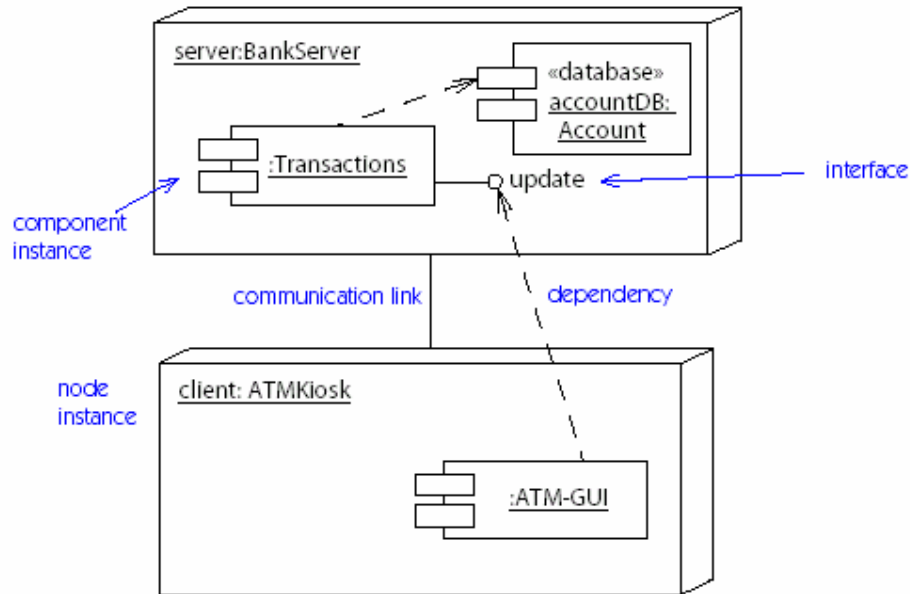 server:BankServer
«database»
accountDB:
Account
:Transactions
update
interface
component
instance
communication link
dependency
node
instance
client: ATMKiosk
:ATM-GUI